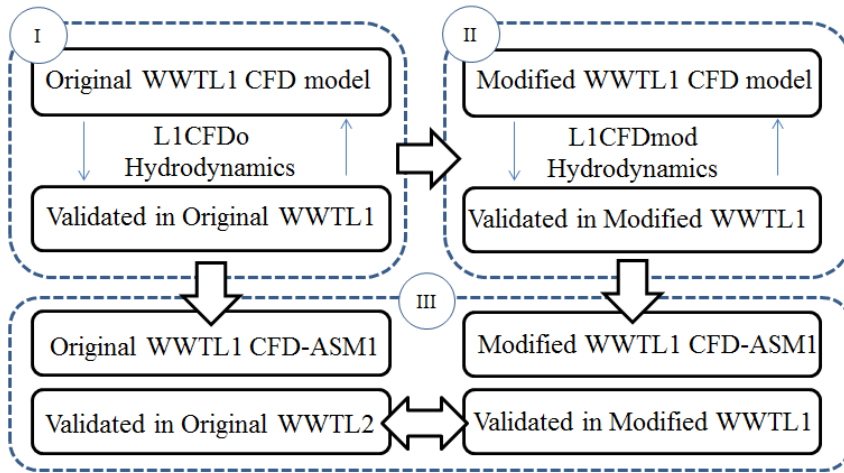 I
Original WWTL1 CFD model
L1CFDo
Hydrodynamics
Validated in Original WWTL1
II
Modified WWTL1 CFD model
L1CFDmod
Hydrodynamics
Validated in Modified WWTL1
III
Original WWTL1 CFD-ASM1
Modified WWTL1 CFD-ASM1
Validated in Original WWTL2
Validated in Modified WWTL1